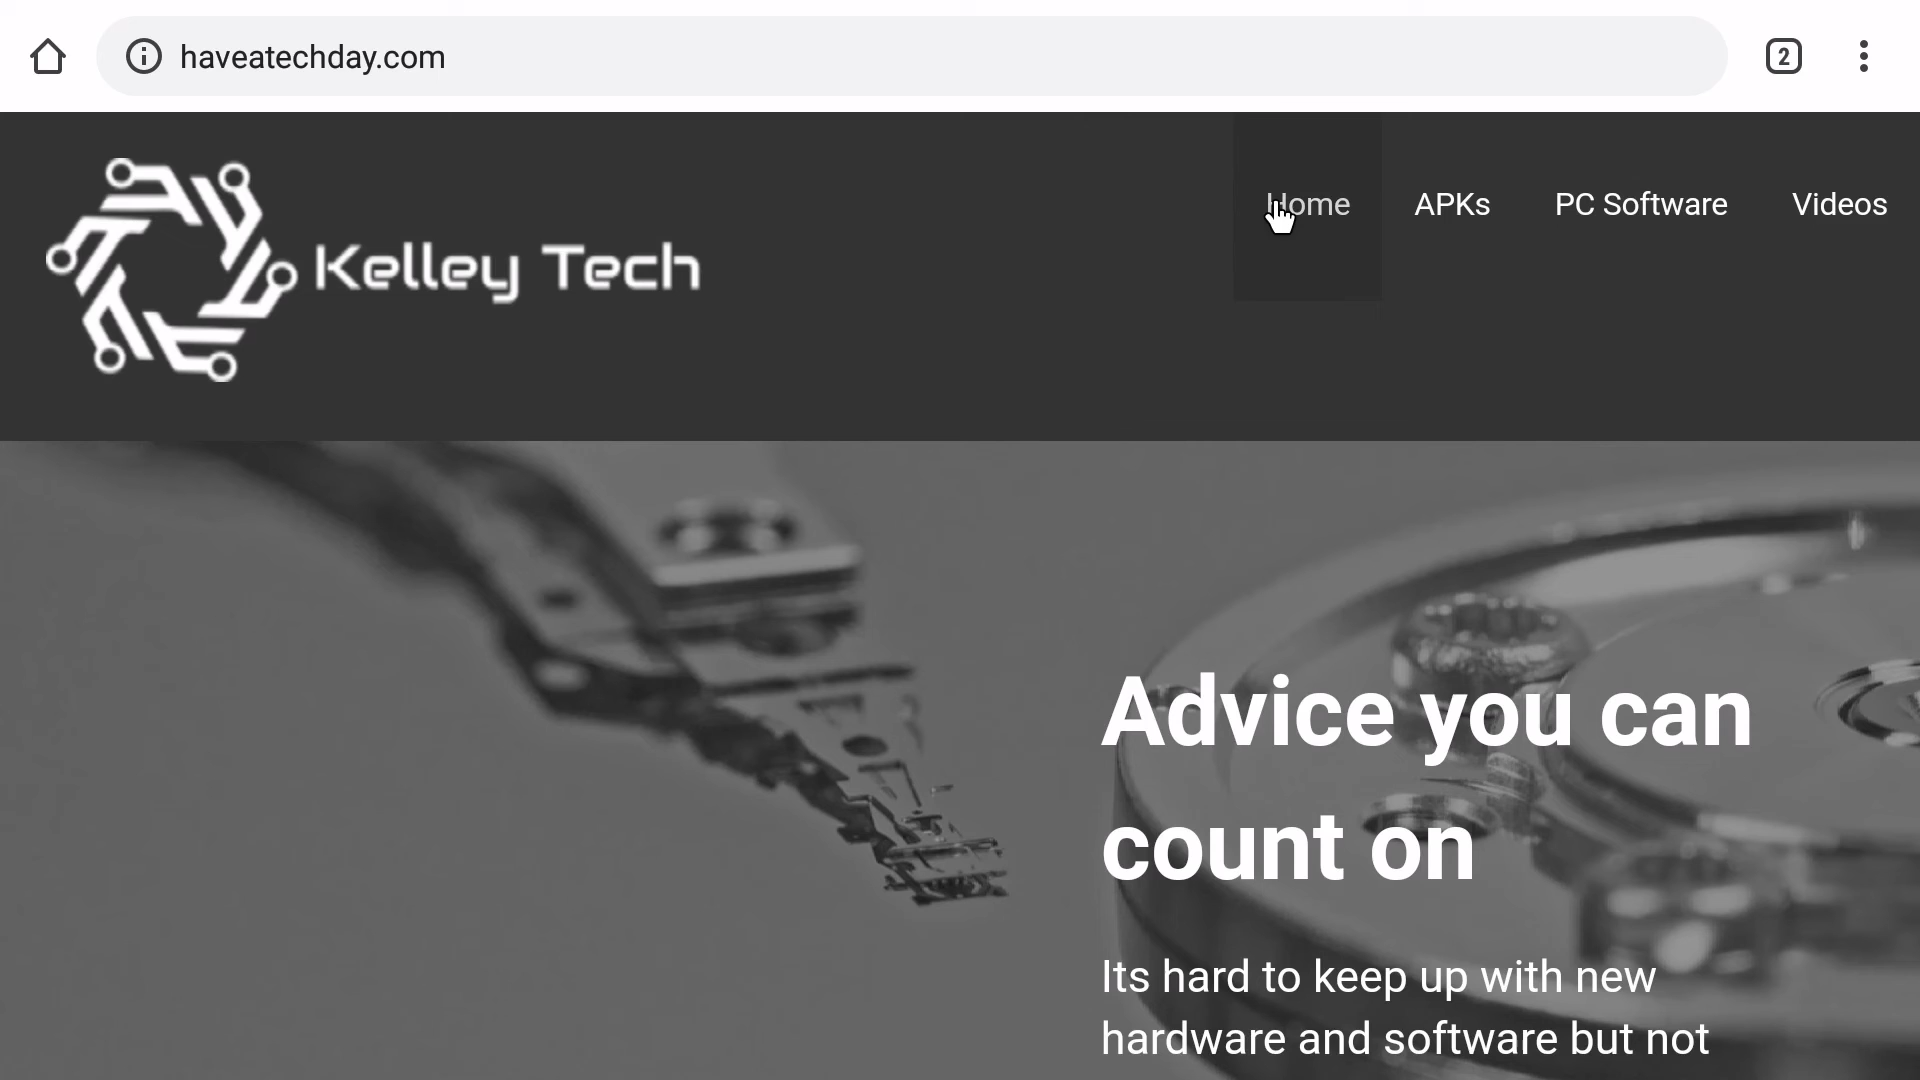 haveatechday.com
2
Kelley Tech
Home APKs PC Software Videos
Advice you can
count on
Its hard to keep up with new
hardware and software but not